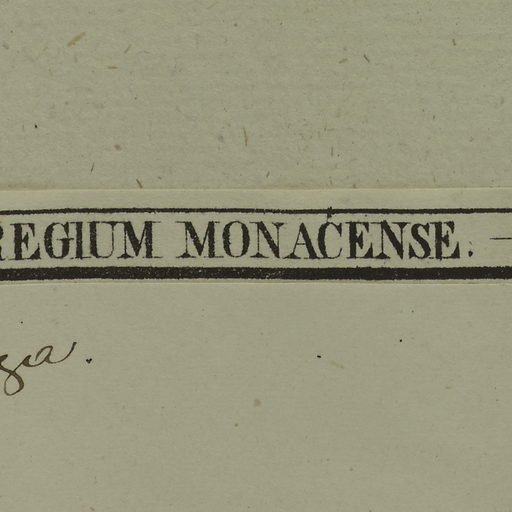 REGIUM MONACENSE. —